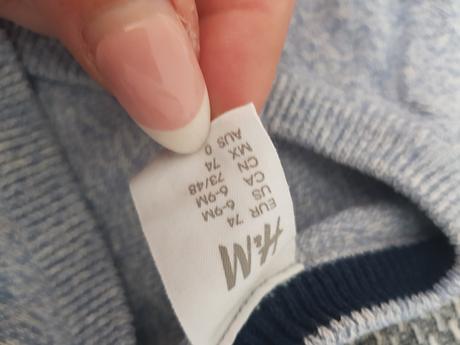 H&M
EUR 74
US 6-9M
CA 6-9M
CN 73/48
MX 74
AUS 0